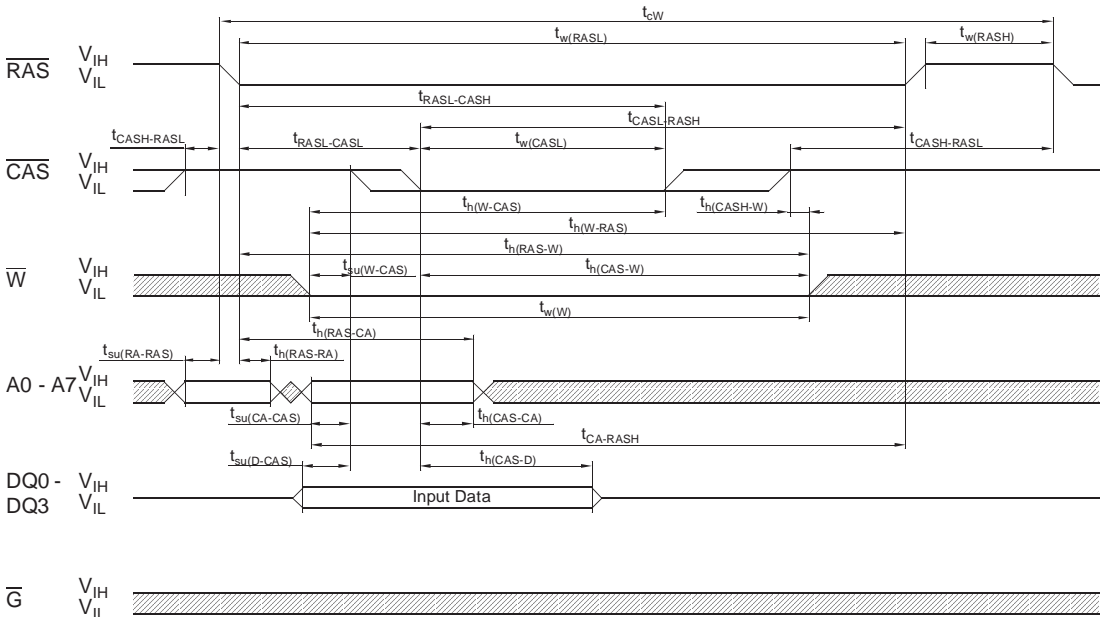 tcW
tw(RASL)
tw(RASH)
RAS VIH
VIL
tRASL-CASH
tCASL-RASH
tCASH-RASL
tRASL-CASL
tw(CASL)
tCASH-RASL
CAS VIH
VIL
th(W-CAS)
th(CASH-W)
th(W-RAS)
th(RAS-W)
tsu(W-CAS)
th(CAS-W)
W VIH
VIL
tw(W)
th(RAS-CA)
tsu(RA-RAS)
th(RAS-RA)
A0 - A7 VIH
VIL
tsu(CA-CAS)
th(CAS-CA)
tCA-RASH
tsu(D-CAS)
th(CAS-D)
DQ0 - VIH
DQ3 VIL
Input Data
G VIH
VIL